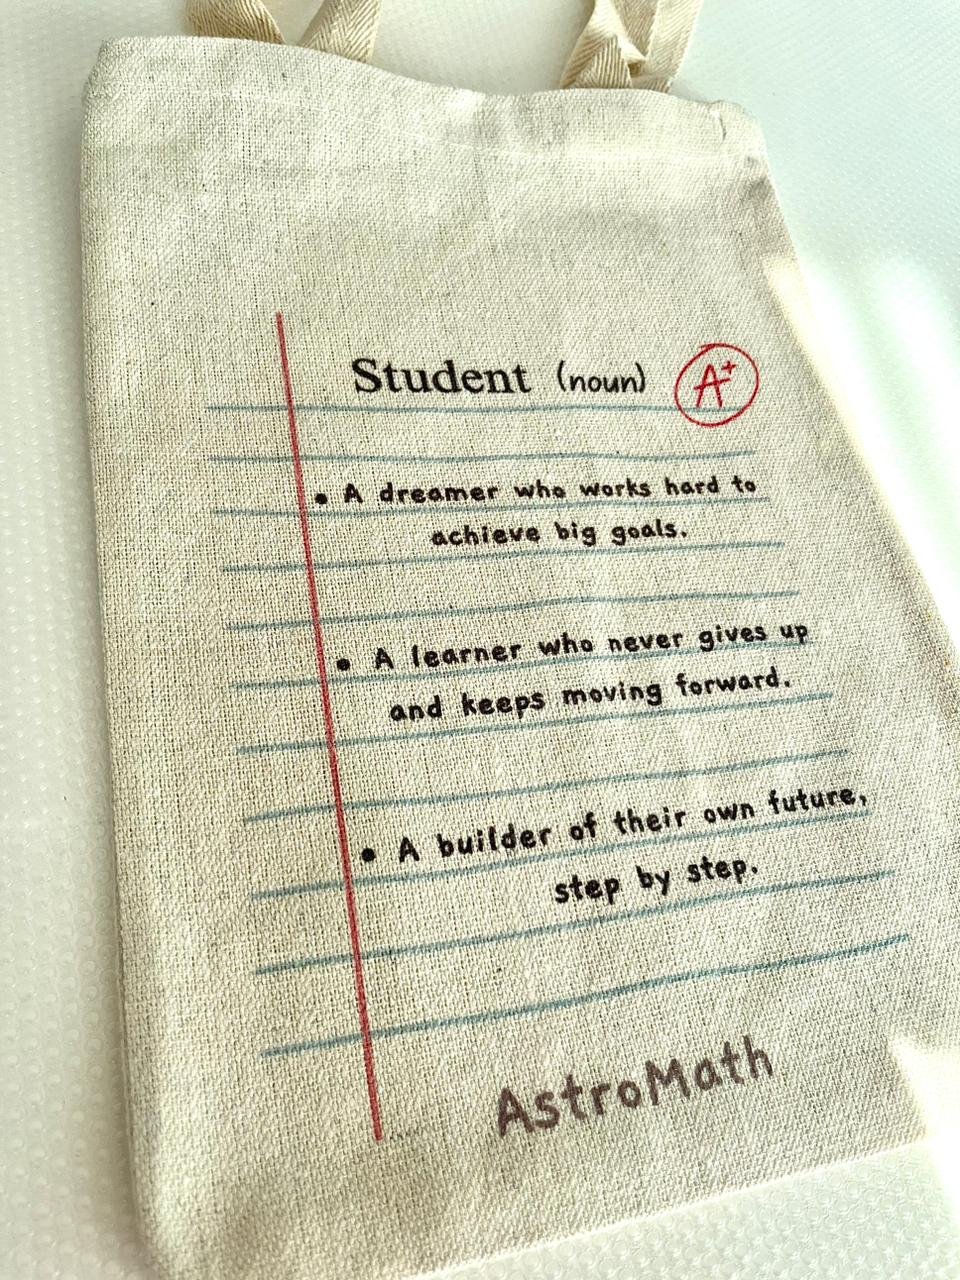 Student (noun) A+
• A dreamer who works hard to
achieve big goals.
• A learner who never gives up
and keeps moving forward.
• A builder of their own future,
step by step.
AstroMath